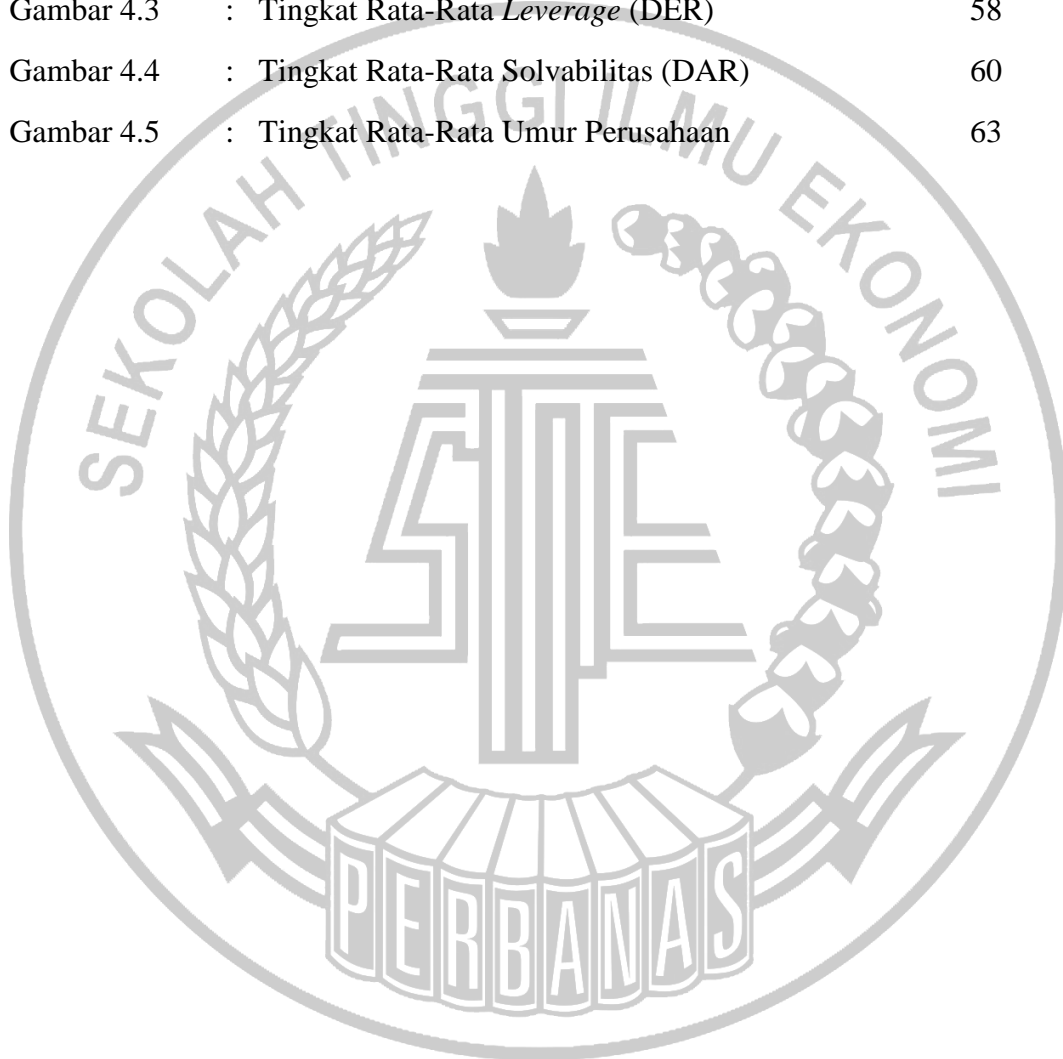 Gambar 4.3 : Tingkat Rata-Rata Leverage (DER) 58
Gambar 4.4 : Tingkat Rata-Rata Solvabilitas (DAR) 60
Gambar 4.5 : Tingkat Rata-Rata Umur Perusahaan 63
SEKOLAH TINGGI ILMU EKONOMI
STIE
PERBANAS